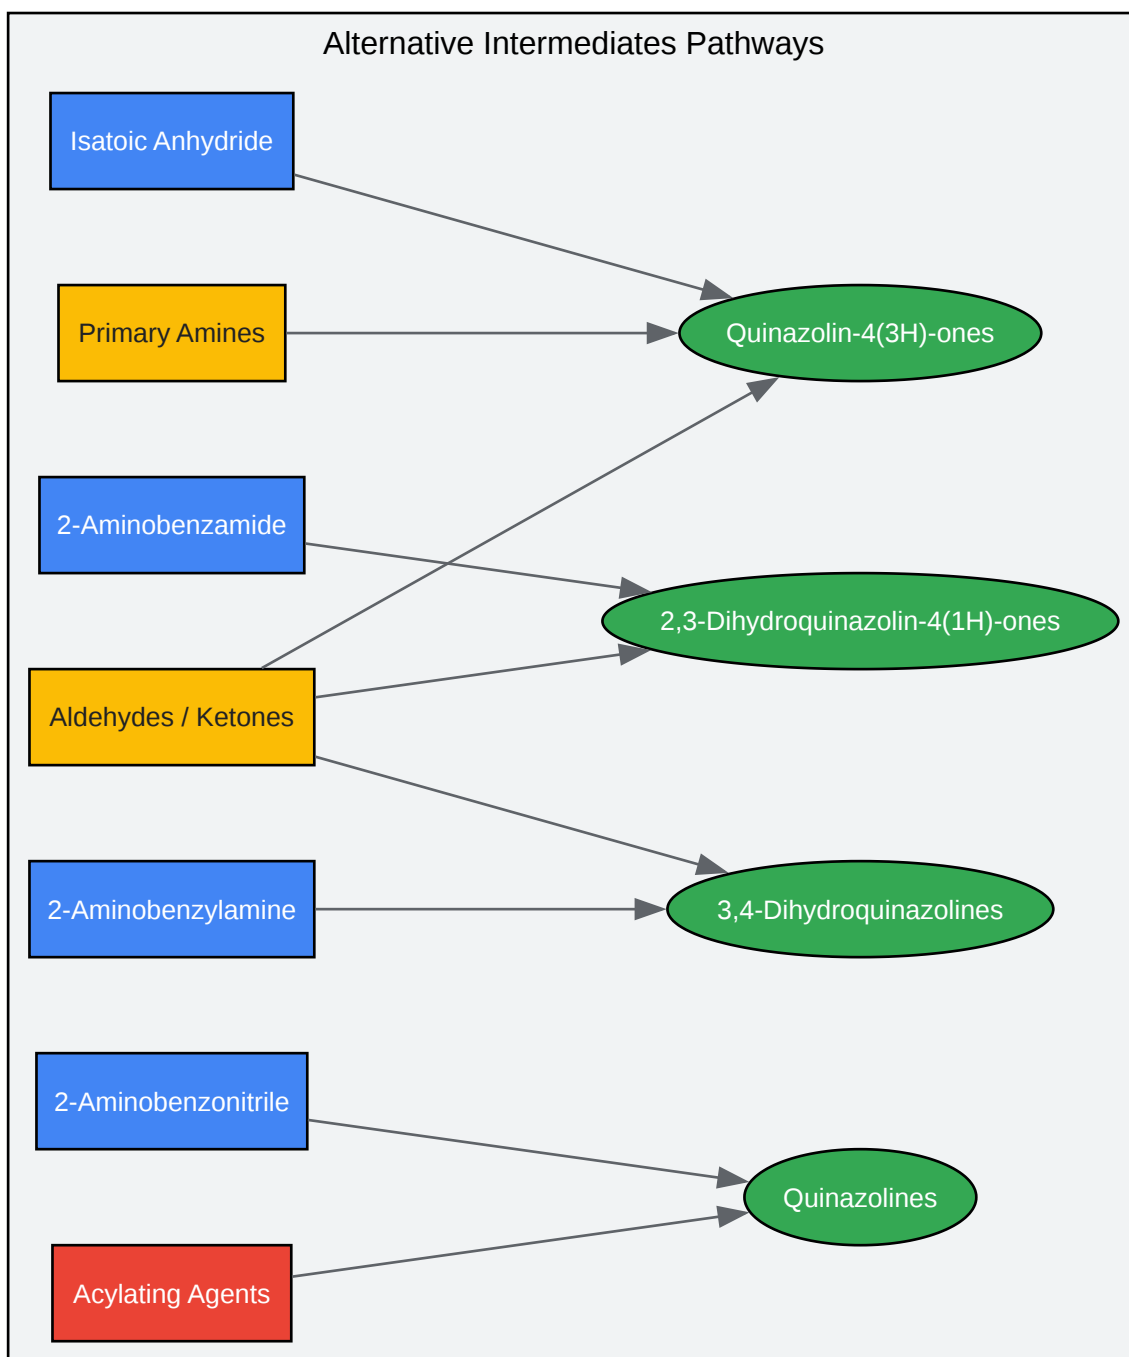 Alternative Intermediates Pathways
Isatoic Anhydride
Primary Amines
Quinazolin-4(3H)-ones
2-Aminobenzamide
2,3-Dihydroquinazolin-4(1H)-ones
Aldehydes / Ketones
2-Aminobenzylamine
3,4-Dihydroquinazolines
2-Aminobenzonitrile
Quinazolines
Acylating Agents